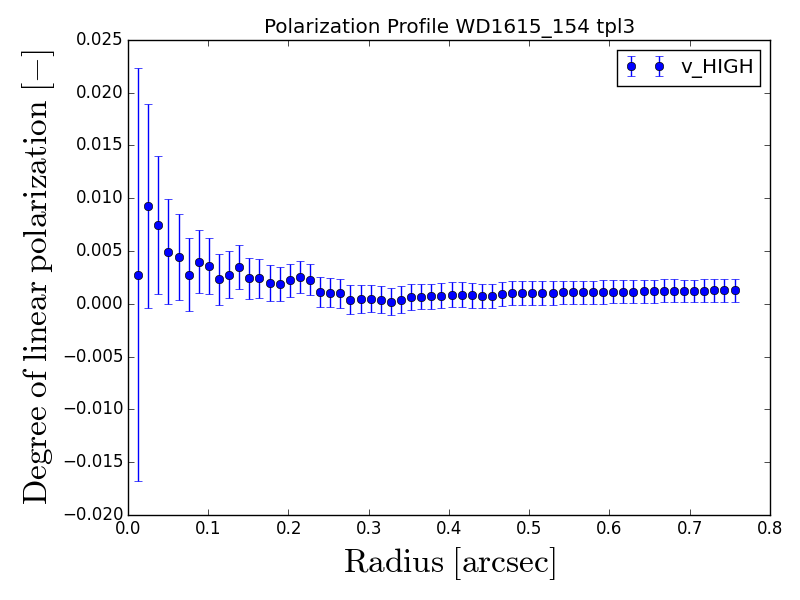 Polarization Profile WD1615_154 tpl3
Degree of linear polarization [−]
0.025
0.020
0.015
0.010
0.005
0.000
−0.005
−0.010
−0.015
−0.020
v_HIGH
0.0 0.1 0.2 0.3 0.4 0.5 0.6 0.7 0.8
Radius [arcsec]